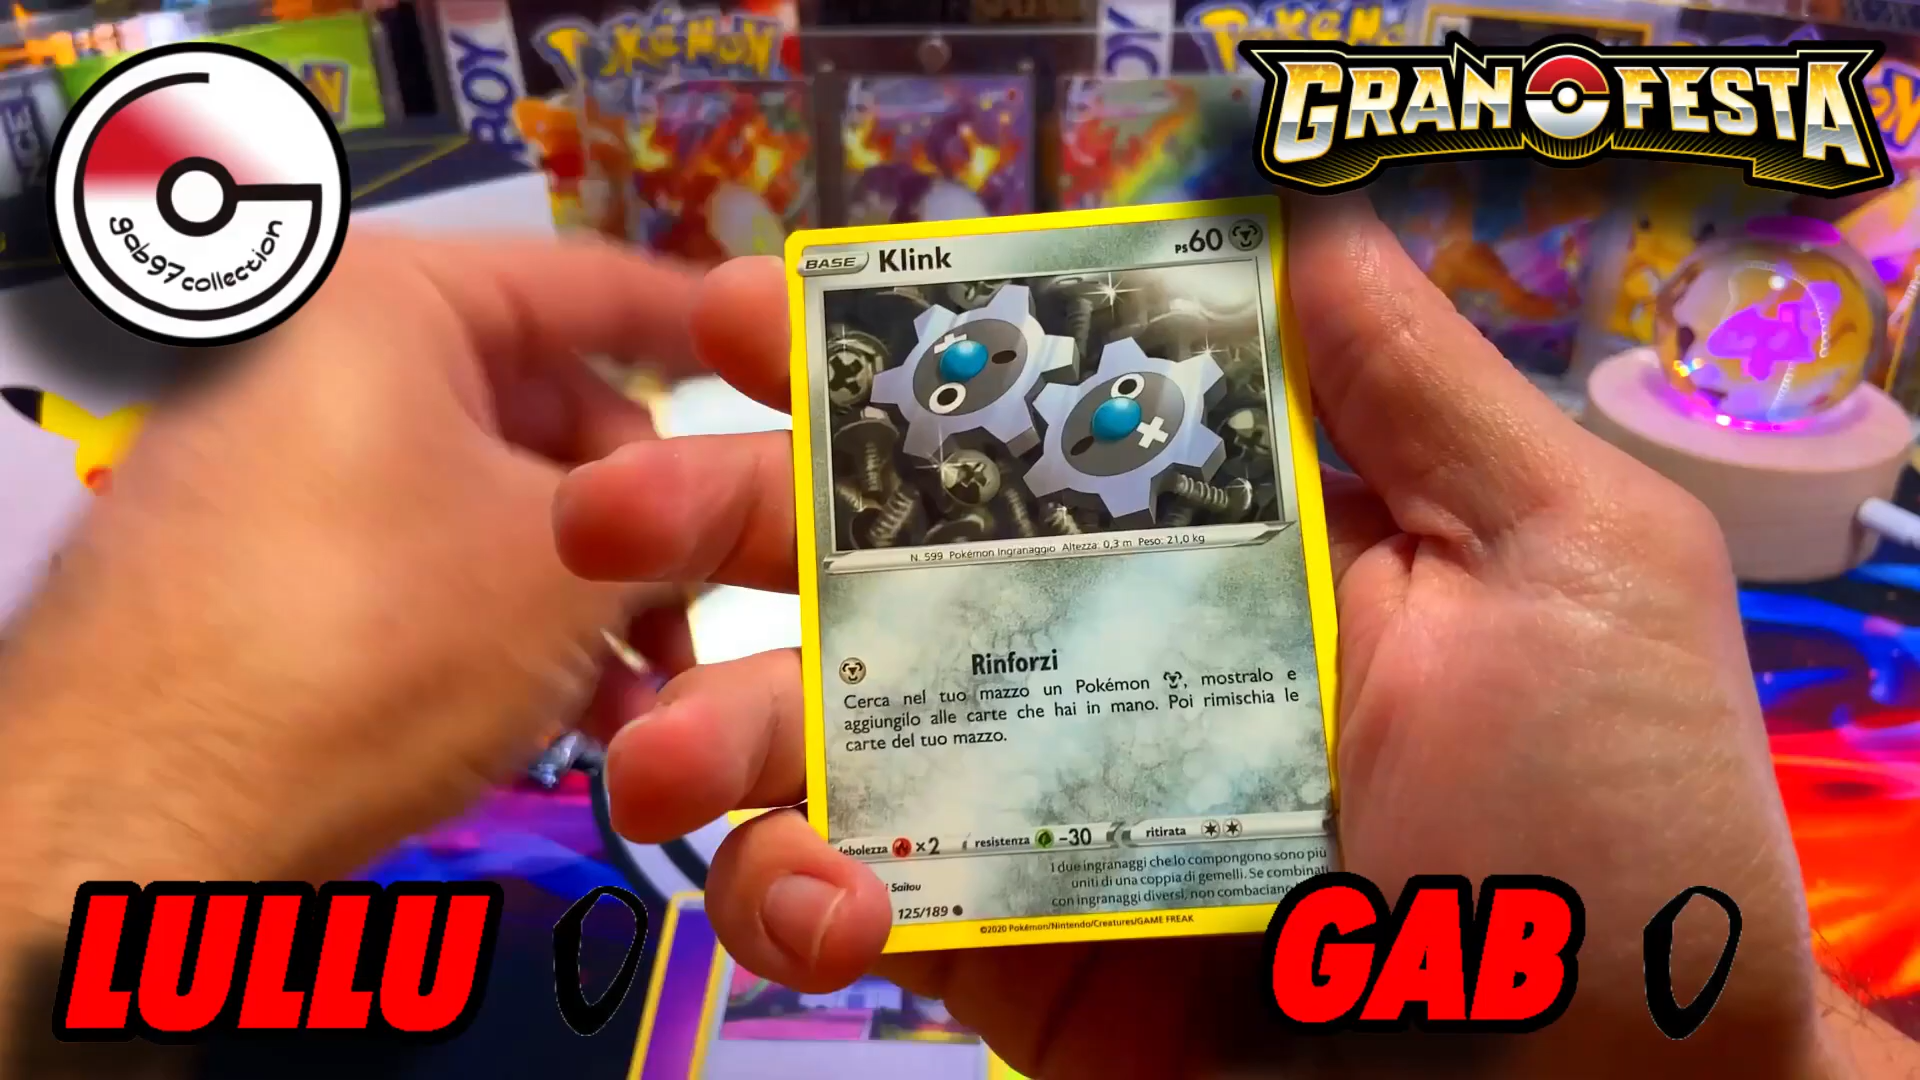 POKÉMON
BOY
gab97collection
GRAN FESTA
BASE Klink PS60
N. 599 Pokémon Ingranaggio Altezza: 0,3 m Peso: 21,0 kg
Rinforzi
Cerca nel tuo mazzo un Pokémon , mostralo e
aggiungilo alle carte che hai in mano. Poi rimischia le
carte del tuo mazzo.
debolezza ×2 resistenza -30 ritirata
Saitou
I due ingranaggi che lo compongono sono più
uniti di una coppia di gemelli. Se combinati
con ingranaggi diversi, non combaciano
125/189
©2020 Pokémon/Nintendo/Creatures/GAME FREAK
LULLU 0
GAB 0